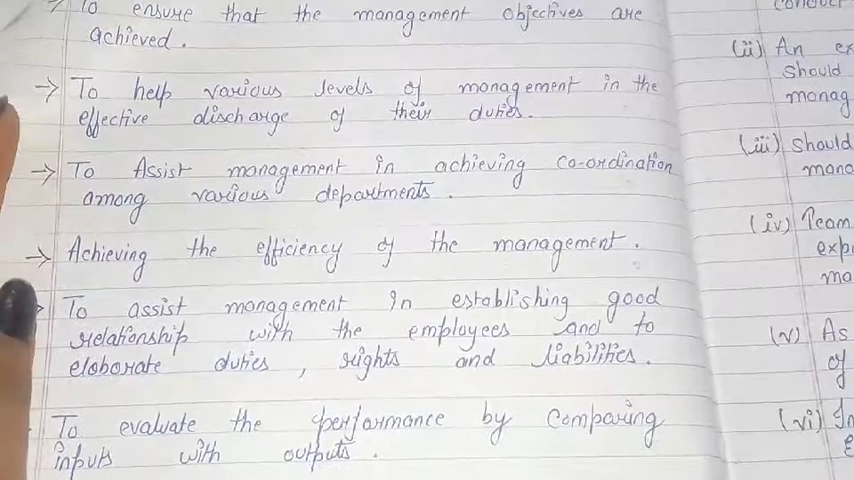 → To ensure that the management objectives are
achieved.
→ To help various levels of management in the
effective discharge of their duties.
→ To Assist management in achieving co-ordination
among various departments.
→ Achieving the efficiency of the management.
To assist management In establishing good
relationship with the employees and to
eloborate duties, rights and liabilities.
To evaluate the performance by comparing
inputs with outputs.
(ii) An
should
(iii) should
(iv) Team
(v) As
of
(vi)